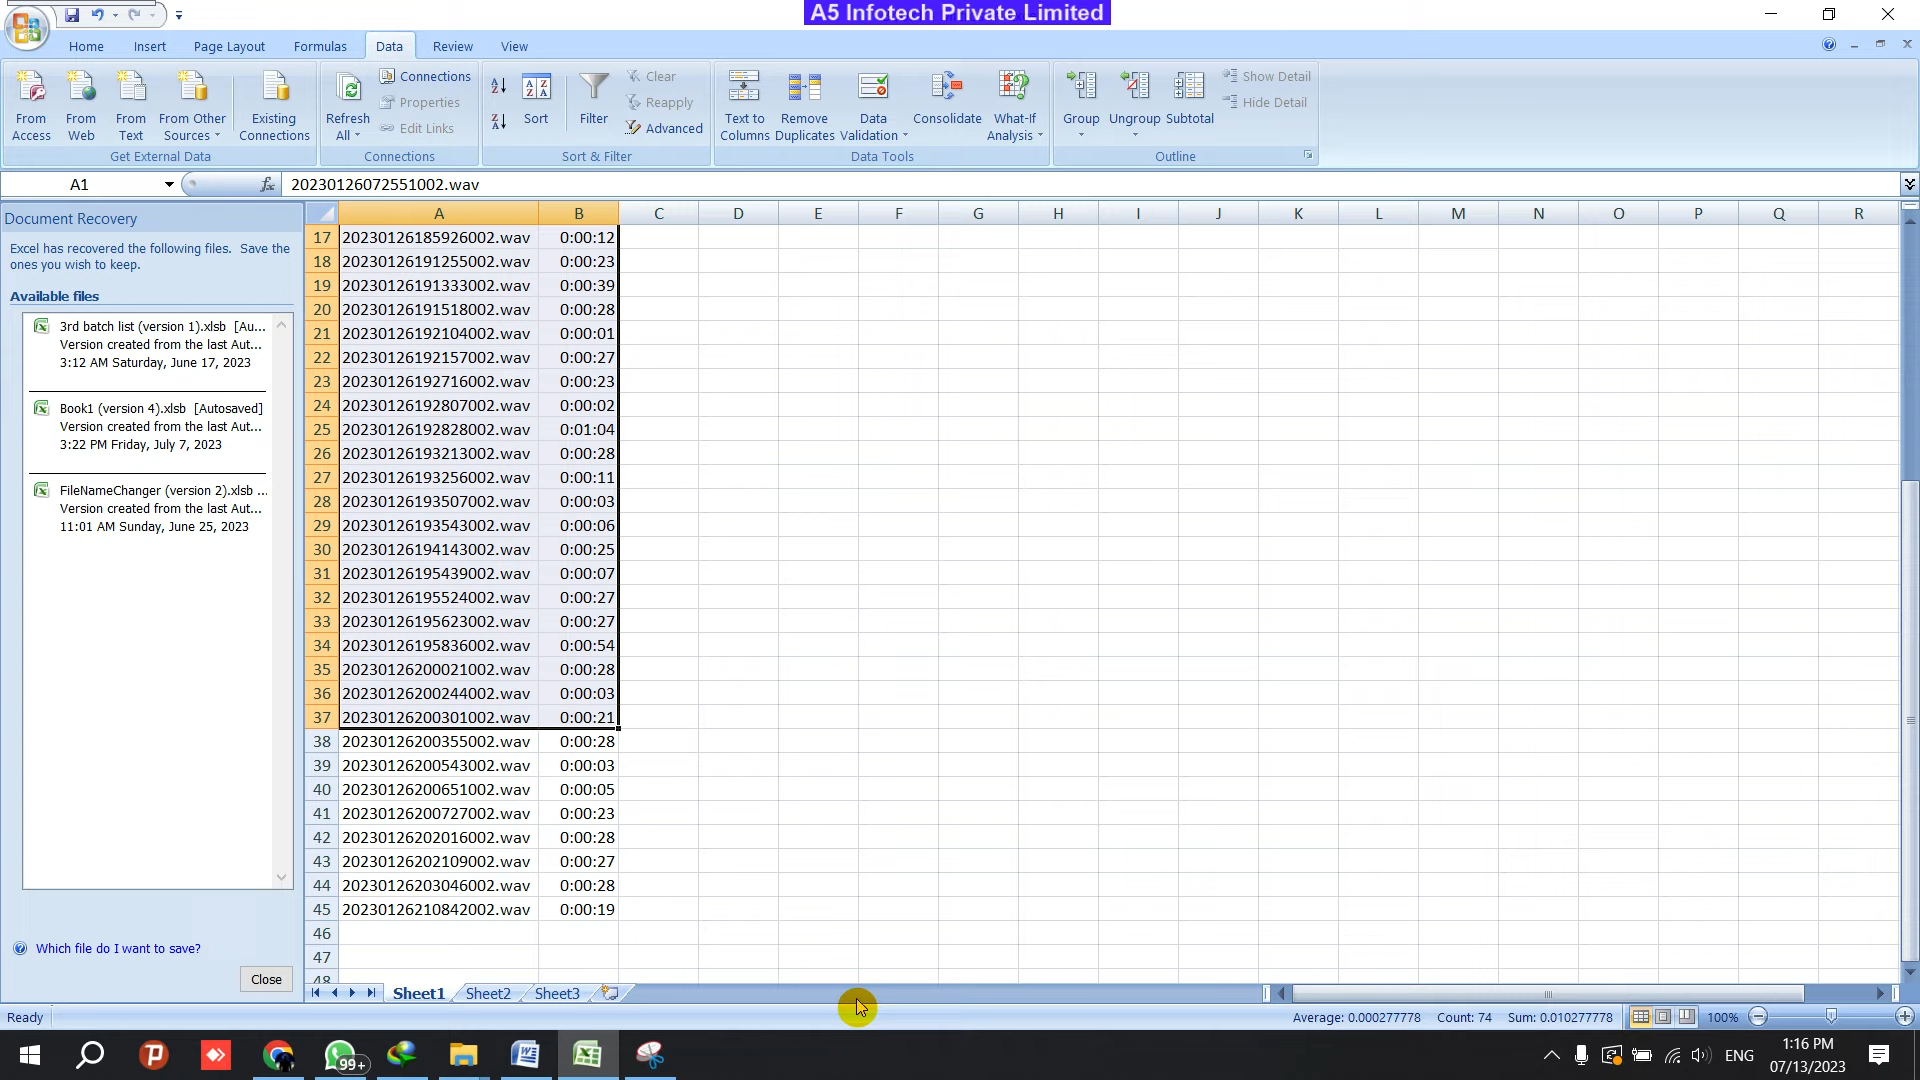 A5 Infotech Private Limited
Home Insert Page Layout Formulas Data Review View
From Access
From Web
From Text
From Other Sources
Existing Connections
Get External Data
Refresh All
Connections
Properties
Edit Links
Connections
Sort
Filter
Clear
Reapply
Advanced
Sort & Filter
Text to Columns
Remove Duplicates
Data Validation
Consolidate
What-If Analysis
Data Tools
Group
Ungroup
Subtotal
Show Detail
Hide Detail
Outline
A1 fx 20230126072551002.wav
Document Recovery
Excel has recovered the following files. Save the
ones you wish to keep.
Available files
3rd batch list (version 1).xlsb [Au...
Version created from the last Aut...
3:12 AM Saturday, June 17, 2023
Book1 (version 4).xlsb [Autosaved]
Version created from the last Aut...
3:22 PM Friday, July 7, 2023
FileNameChanger (version 2).xlsb ...
Version created from the last Aut...
11:01 AM Sunday, June 25, 2023
Which file do I want to save?
Close
A B C D E F G H I J K L M N O P Q R
17 20230126185926002.wav 0:00:12
18 20230126191255002.wav 0:00:23
19 20230126191333002.wav 0:00:39
20 20230126191518002.wav 0:00:28
21 20230126192104002.wav 0:00:01
22 20230126192157002.wav 0:00:27
23 20230126192716002.wav 0:00:23
24 20230126192807002.wav 0:00:02
25 20230126192828002.wav 0:01:04
26 20230126193213002.wav 0:00:28
27 20230126193256002.wav 0:00:11
28 20230126193507002.wav 0:00:03
29 20230126193543002.wav 0:00:06
30 20230126194143002.wav 0:00:25
31 20230126195439002.wav 0:00:07
32 20230126195524002.wav 0:00:27
33 20230126195623002.wav 0:00:27
34 20230126195836002.wav 0:00:54
35 20230126200021002.wav 0:00:28
36 20230126200244002.wav 0:00:03
37 20230126200301002.wav 0:00:21
38 20230126200355002.wav 0:00:28
39 20230126200543002.wav 0:00:03
40 20230126200651002.wav 0:00:05
41 20230126200727002.wav 0:00:23
42 20230126202016002.wav 0:00:28
43 20230126202109002.wav 0:00:27
44 20230126203046002.wav 0:00:28
45 20230126210842002.wav 0:00:19
46
47
48
Sheet1 Sheet2 Sheet3
Ready Average: 0.000277778 Count: 74 Sum: 0.010277778 100%
99+ ENG
1:16 PM
07/13/2023